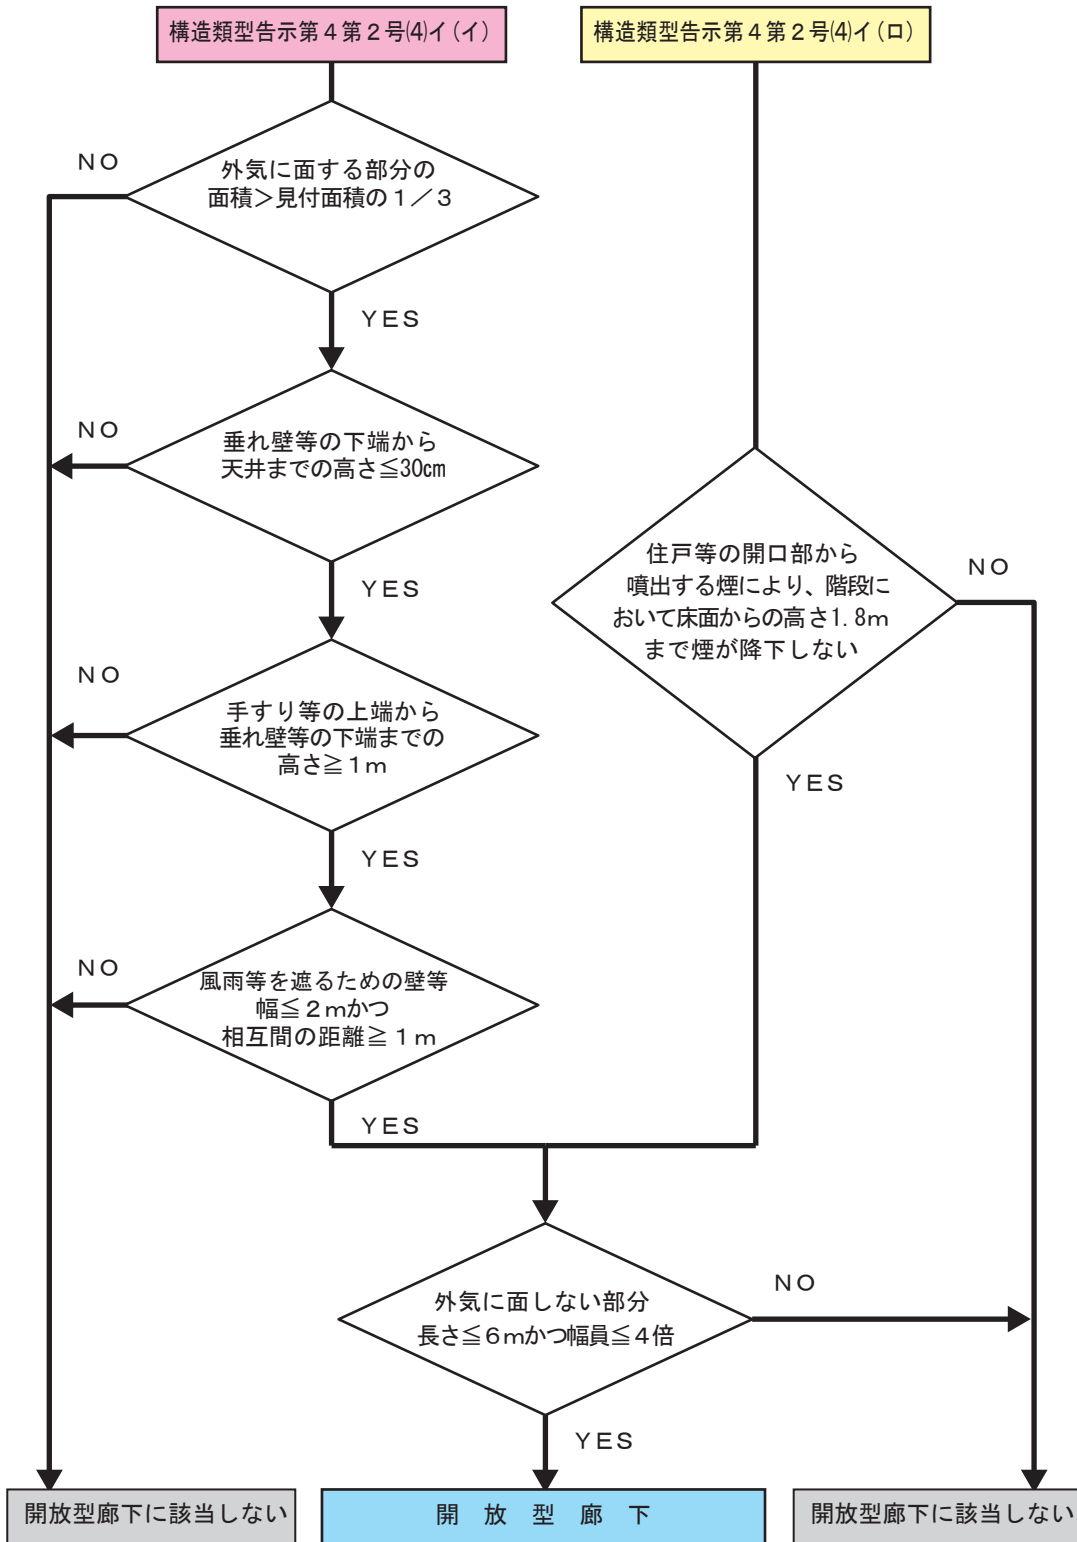 構造類型告示第４第２号⑷イ（イ）
構造類型告示第４第２号⑷イ（ロ）
外気に面する部分の
面積＞見付面積の１／３
ＮＯ
ＹＥＳ
垂れ壁等の下端から
天井までの高さ≦30cm
ＮＯ
ＹＥＳ
住戸等の開口部から
噴出する煙により、階段に
おいて床面からの高さ1.8ｍ
まで煙が降下しない
ＮＯ
ＹＥＳ
手すり等の上端から
垂れ壁等の下端までの
高さ≧１ｍ
ＮＯ
ＹＥＳ
風雨等を遮るための壁等
幅≦２ｍかつ
相互間の距離≧１ｍ
ＮＯ
ＹＥＳ
外気に面しない部分
長さ≦６ｍかつ幅員≦４倍
ＮＯ
ＹＥＳ
開放型廊下に該当しない
開放型廊下
開放型廊下に該当しない